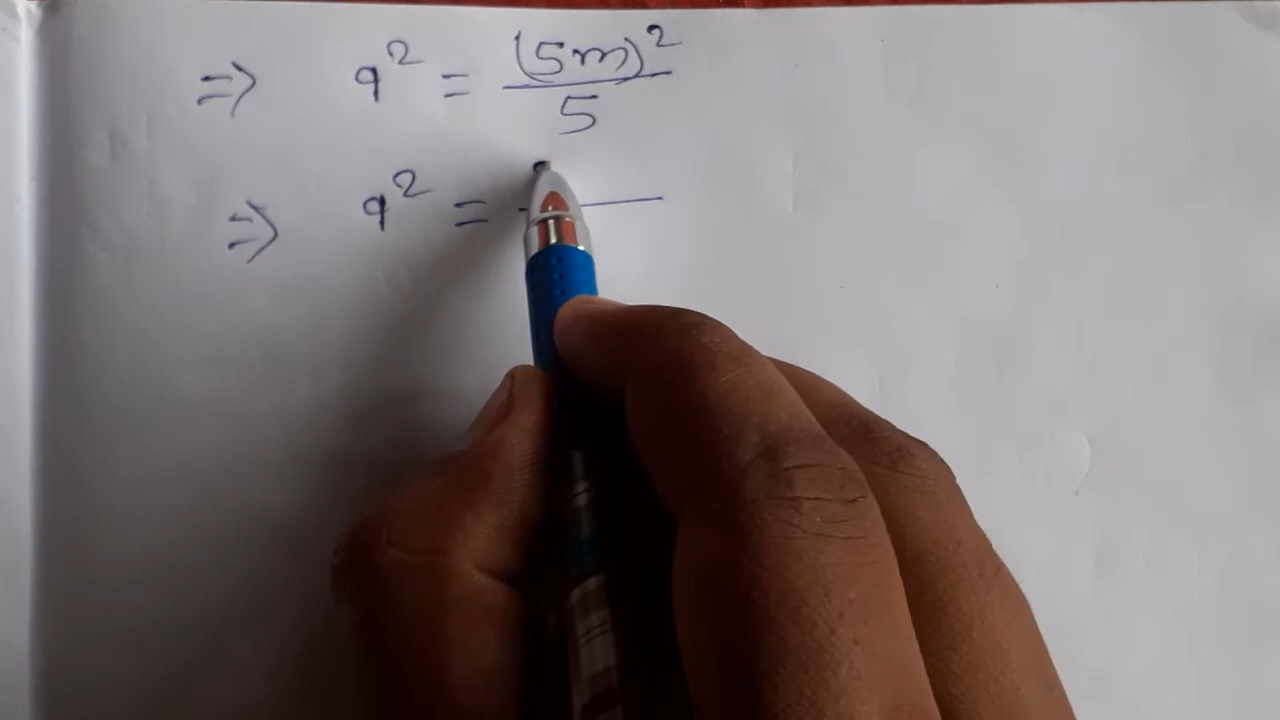 ⇒ q² = (5m)² / 5
⇒ q² =